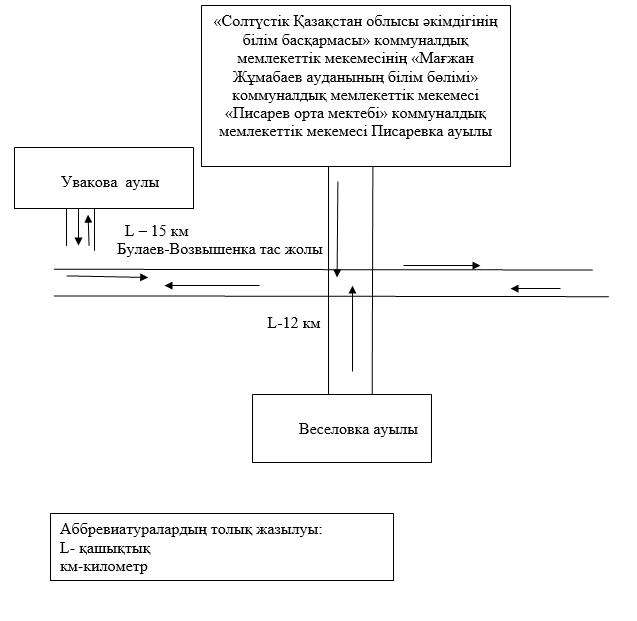 «Солтүстік Қазақстан облысы әкімдігінің
білім басқармасы» коммуналдық
мемлекеттік мекемесінің «Мағжан
Жұмабаев ауданының білім бөлімі»
коммуналдық мемлекеттік мекемесі
«Писарев орта мектебі» коммуналдық
мемлекеттік мекемесі Писаревка ауылы
Увакова аулы
L – 15 км
Булаев-Возвышенка тас жолы
L-12 км
Веселовка ауылы
Аббревиатуралардың толық жазылуы:
L- қашықтық
км-километр